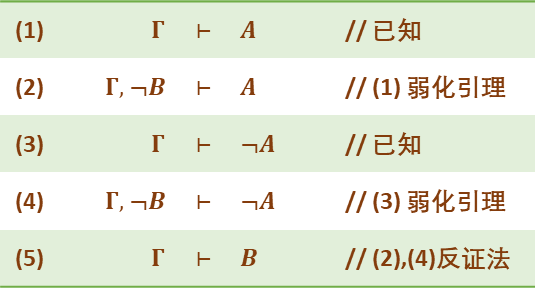 (1) Γ ⊢ A // 已知
(2) Γ, ¬B ⊢ A // (1) 弱化引理
(3) Γ ⊢ ¬A // 已知
(4) Γ, ¬B ⊢ ¬A // (3) 弱化引理
(5) Γ ⊢ B // (2),(4)反证法